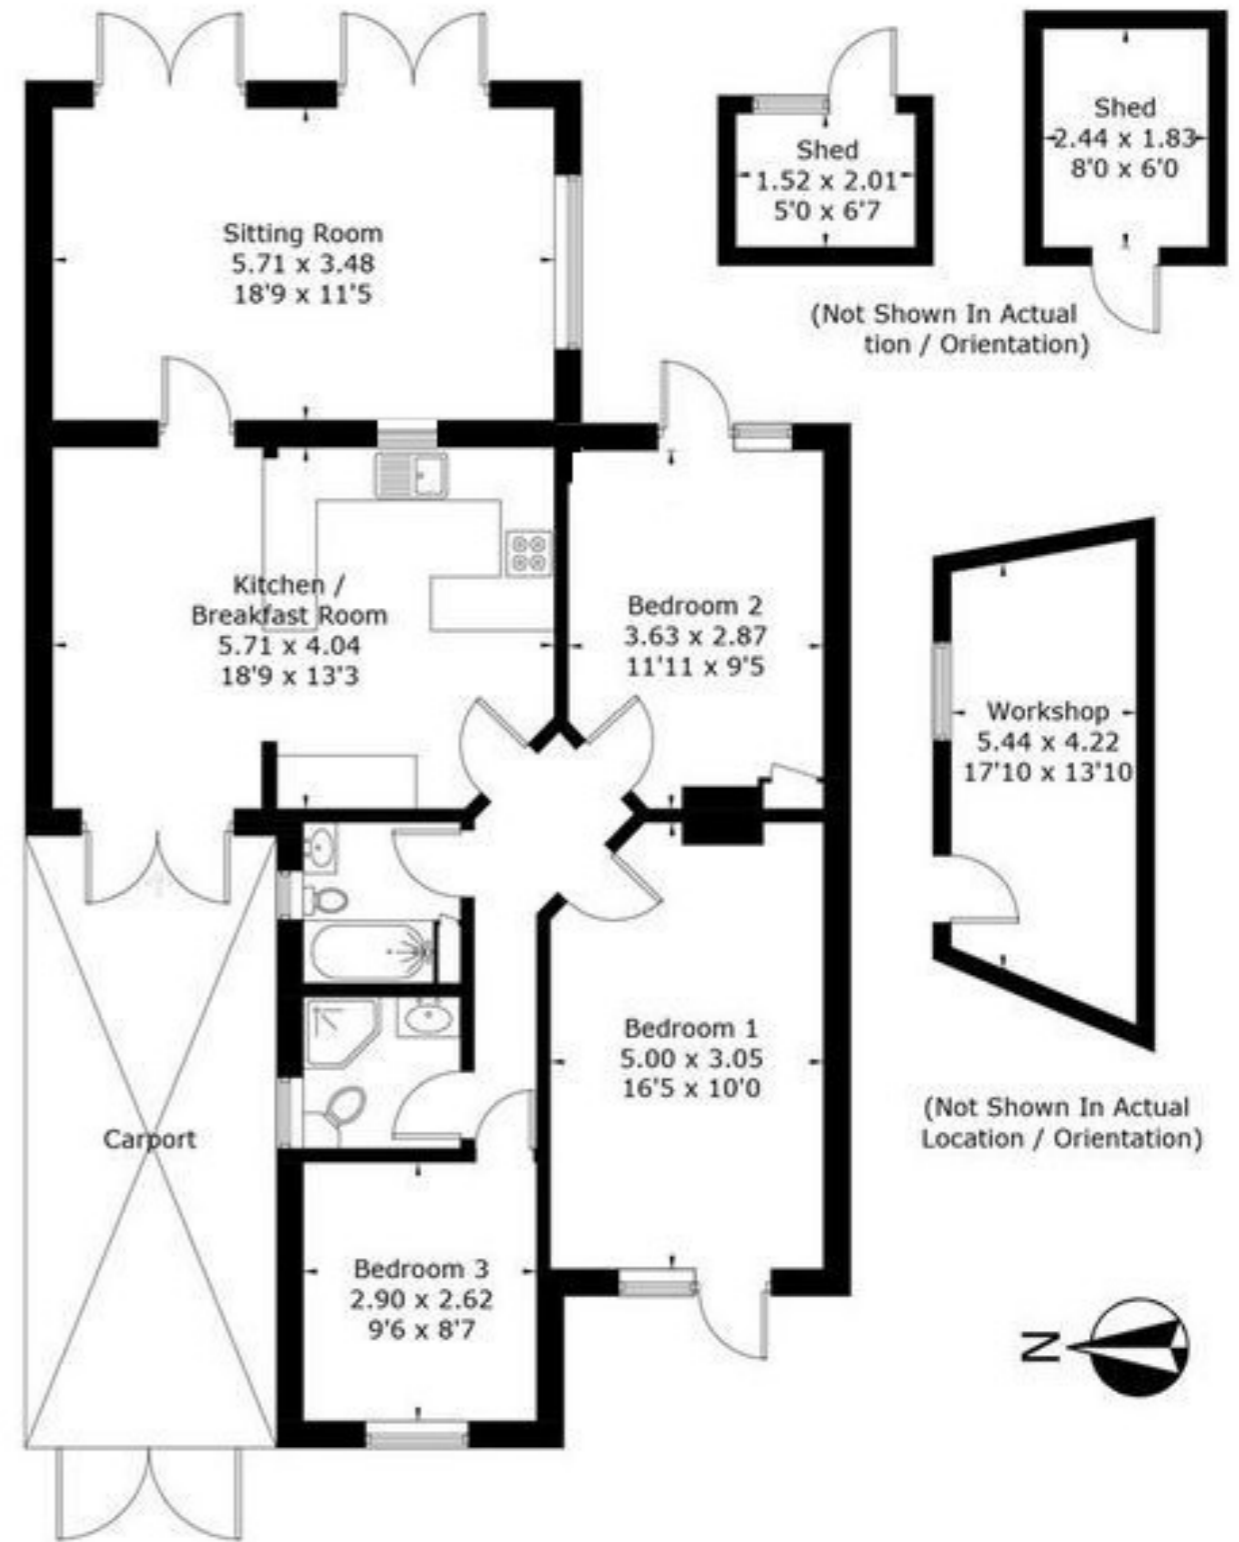 Shed
1.52 x 2.01
5'0 x 6'7
Shed
2.44 x 1.83
8'0 x 6'0
(Not Shown In Actual
tion / Orientation)
Sitting Room
5.71 x 3.48
18'9 x 11'5
Kitchen /
Breakfast Room
5.71 x 4.04
18'9 x 13'3
Bedroom 2
3.63 x 2.87
11'11 x 9'5
Workshop
5.44 x 4.22
17'10 x 13'10
(Not Shown In Actual
Location / Orientation)
Bedroom 1
5.00 x 3.05
16'5 x 10'0
Carport
Bedroom 3
2.90 x 2.62
9'6 x 8'7
N